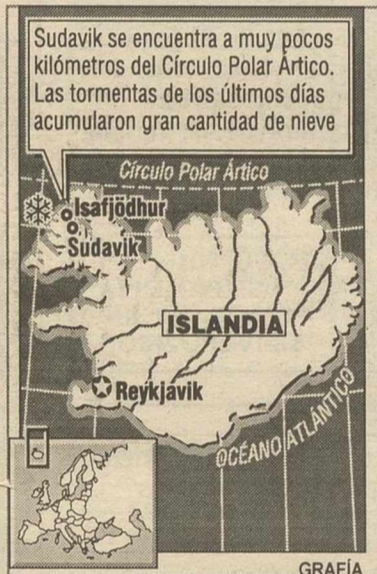 Sudavik se encuentra a muy pocos
kilómetros del Círculo Polar Ártico.
Las tormentas de los últimos días
acumularon gran cantidad de nieve
Círculo Polar Ártico
Isafjödhur
Sudavik
ISLANDIA
Reykjavik
OCÉANO ATLÁNTICO
GRAFÍA